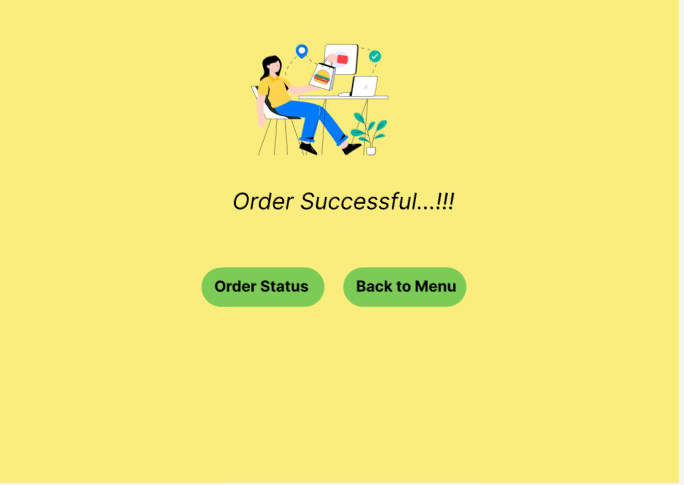 Order Successful...!!!
Order Status
Back to Menu